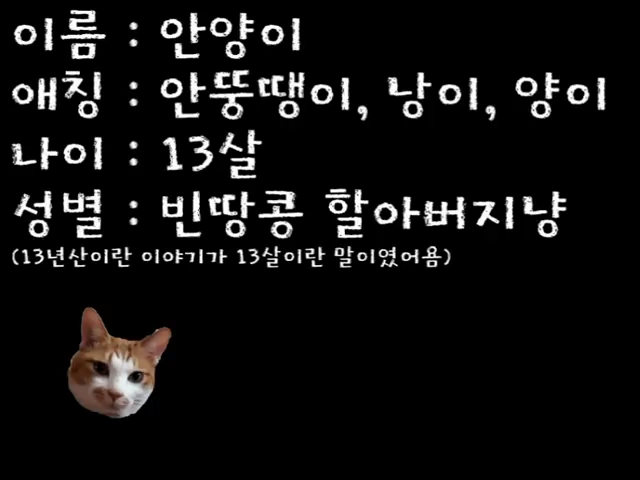 이름 : 안양이
애칭 : 안뚱땡이, 낭이, 양이
나이 : 13살
성별 : 빈땅콩 할아버지냥
(13년산이란 이야기가 13살이란 말이였어욤)